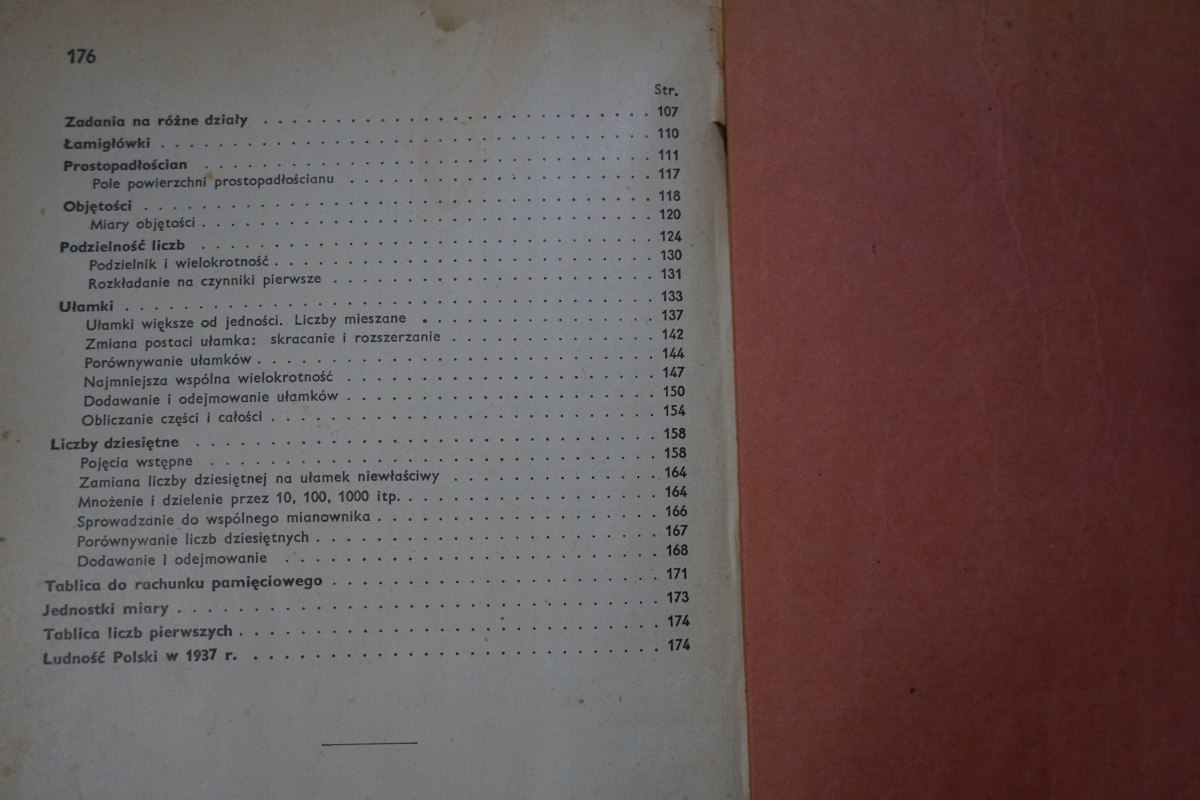 176
Str.
Zadania na różne działy . . . . . . . . . . . . . . . . . . . . . . . 107
Łamigłówki . . . . . . . . . . . . . . . . . . . . . . . . . . . . 110
Prostopadłościan . . . . . . . . . . . . . . . . . . . . . . . . . . 111
Pole powierzchni prostopadłościanu . . . . . . . . . . . . . . . . . 117
Objętości . . . . . . . . . . . . . . . . . . . . . . . . . . . . . 118
Miary objętości . . . . . . . . . . . . . . . . . . . . . . . . . . 120
Podzielność liczb . . . . . . . . . . . . . . . . . . . . . . . . . 124
Podzielnik i wielokrotność . . . . . . . . . . . . . . . . . . . . . 130
Rozkładanie na czynniki pierwsze . . . . . . . . . . . . . . . . . . 131
Ułamki . . . . . . . . . . . . . . . . . . . . . . . . . . . . . . 133
Ułamki większe od jedności. Liczby mieszane . . . . . . . . . . . . . 137
Zmiana postaci ułamka: skracanie i rozszerzanie . . . . . . . . . . . 142
Porównywanie ułamków . . . . . . . . . . . . . . . . . . . . . . . 144
Najmniejsza wspólna wielokrotność . . . . . . . . . . . . . . . . . 147
Dodawanie i odejmowanie ułamków . . . . . . . . . . . . . . . . . 150
Obliczanie części i całości . . . . . . . . . . . . . . . . . . . . . 154
Liczby dziesiętne . . . . . . . . . . . . . . . . . . . . . . . . . 158
Pojęcia wstępne . . . . . . . . . . . . . . . . . . . . . . . . . . 158
Zamiana liczby dziesiętnej na ułamek niewłaściwy . . . . . . . . . . . 164
Mnożenie i dzielenie przez 10, 100, 1000 itp. . . . . . . . . . . . . . 164
Sprowadzanie do wspólnego mianownika . . . . . . . . . . . . . . . 166
Porównywanie liczb dziesiętnych . . . . . . . . . . . . . . . . . . 167
Dodawanie i odejmowanie . . . . . . . . . . . . . . . . . . . . . 168
Tablica do rachunku pamięciowego . . . . . . . . . . . . . . . . . . 171
Jednostki miary . . . . . . . . . . . . . . . . . . . . . . . . . . 173
Tablica liczb pierwszych . . . . . . . . . . . . . . . . . . . . . . 174
Ludność Polski w 1937 r. . . . . . . . . . . . . . . . . . . . . . . 174